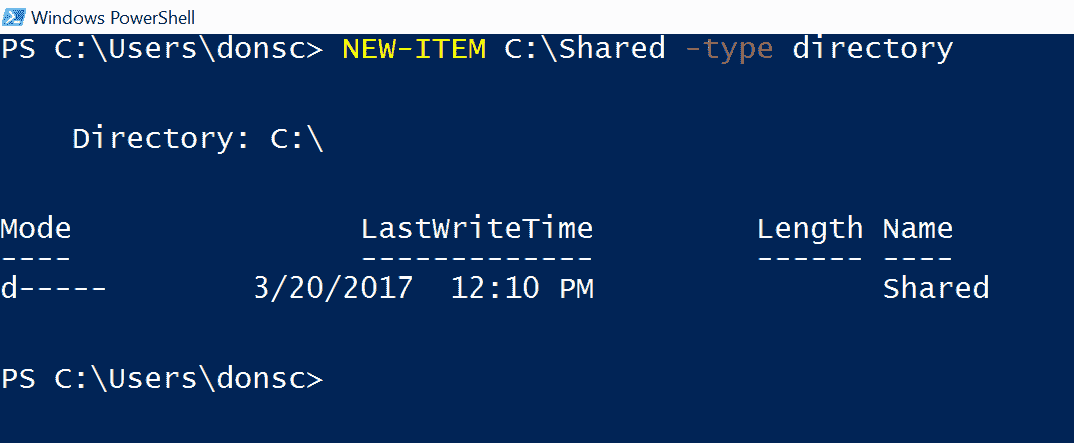 Windows PowerShell
PS C:\Users\donsc> NEW-ITEM C:\Shared -type directory
Directory: C:\
Mode LastWriteTime Length Name
---- ------------- ------ ----
d----- 3/20/2017 12:10 PM Shared
PS C:\Users\donsc>